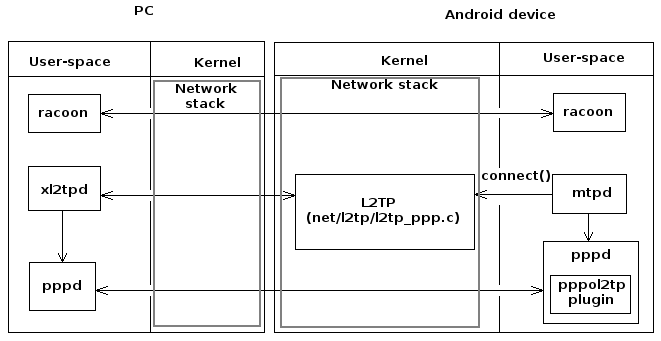 PC
Android device
User-space
Kernel
Kernel
User-space
Network
stack
Network stack
racoon
racoon
connect()
xl2tpd
L2TP
(net/l2tp/l2tp_ppp.c)
mtpd
pppd
pppd
pppol2tp
plugin